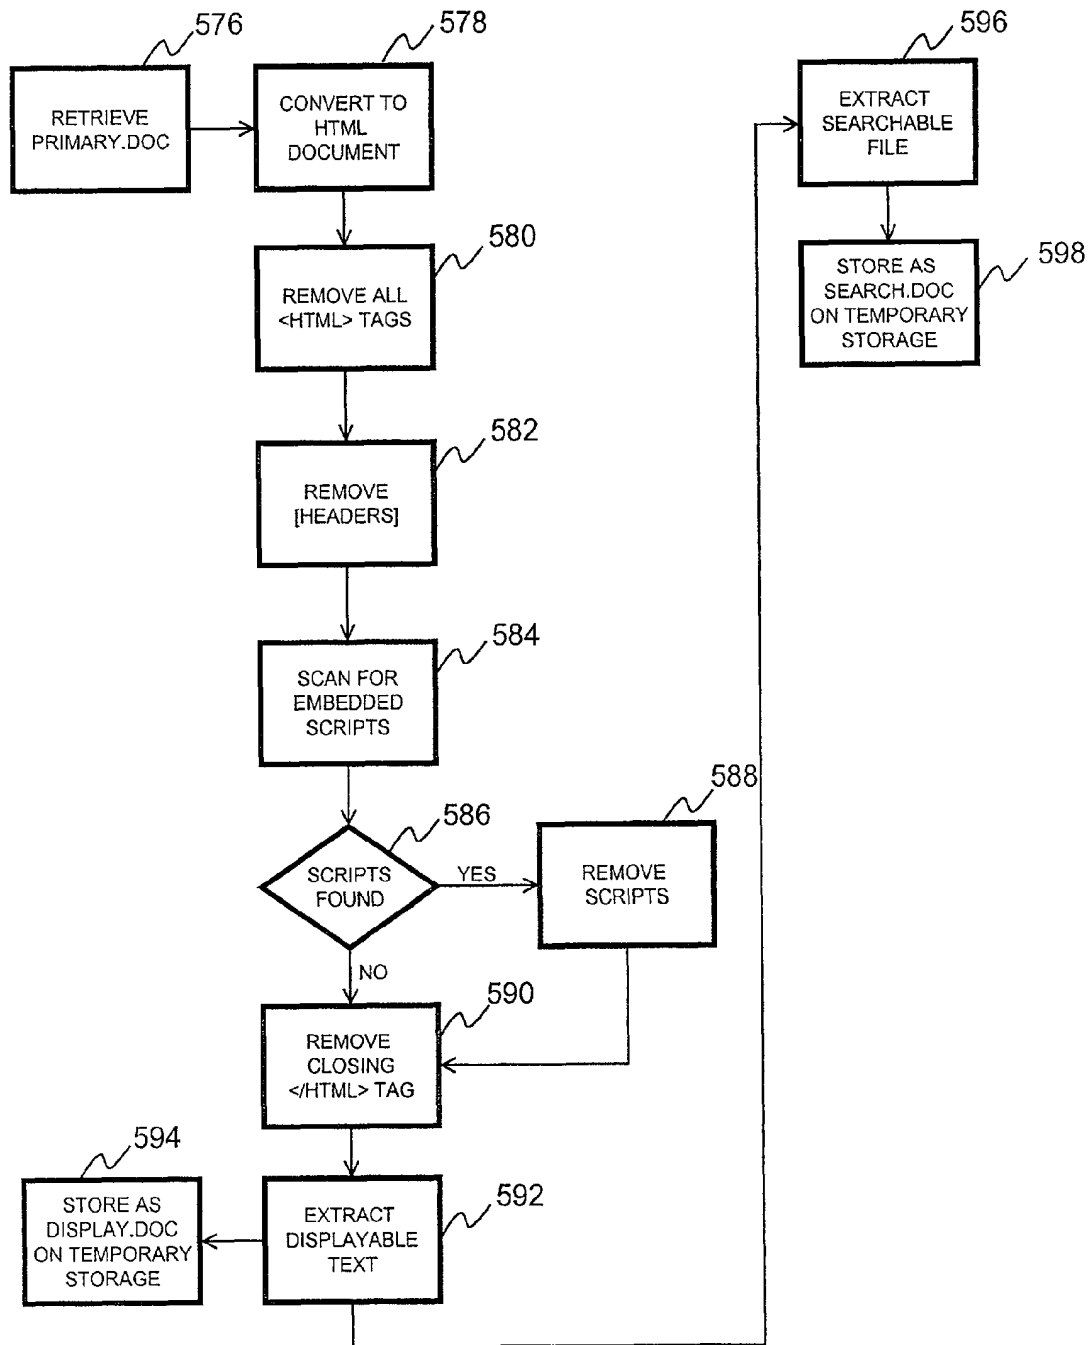 576
RETRIEVE
PRIMARY.DOC
578
CONVERT TO
HTML
DOCUMENT
580
REMOVE ALL
<HTML> TAGS
582
REMOVE
[HEADERS]
584
SCAN FOR
EMBEDDED
SCRIPTS
586
SCRIPTS
FOUND
YES
588
REMOVE
SCRIPTS
NO
590
REMOVE
CLOSING
</HTML> TAG
592
EXTRACT
DISPLAYABLE
TEXT
594
STORE AS
DISPLAY.DOC
ON TEMPORARY
STORAGE
596
EXTRACT
SEARCHABLE
FILE
598
STORE AS
SEARCH.DOC
ON TEMPORARY
STORAGE